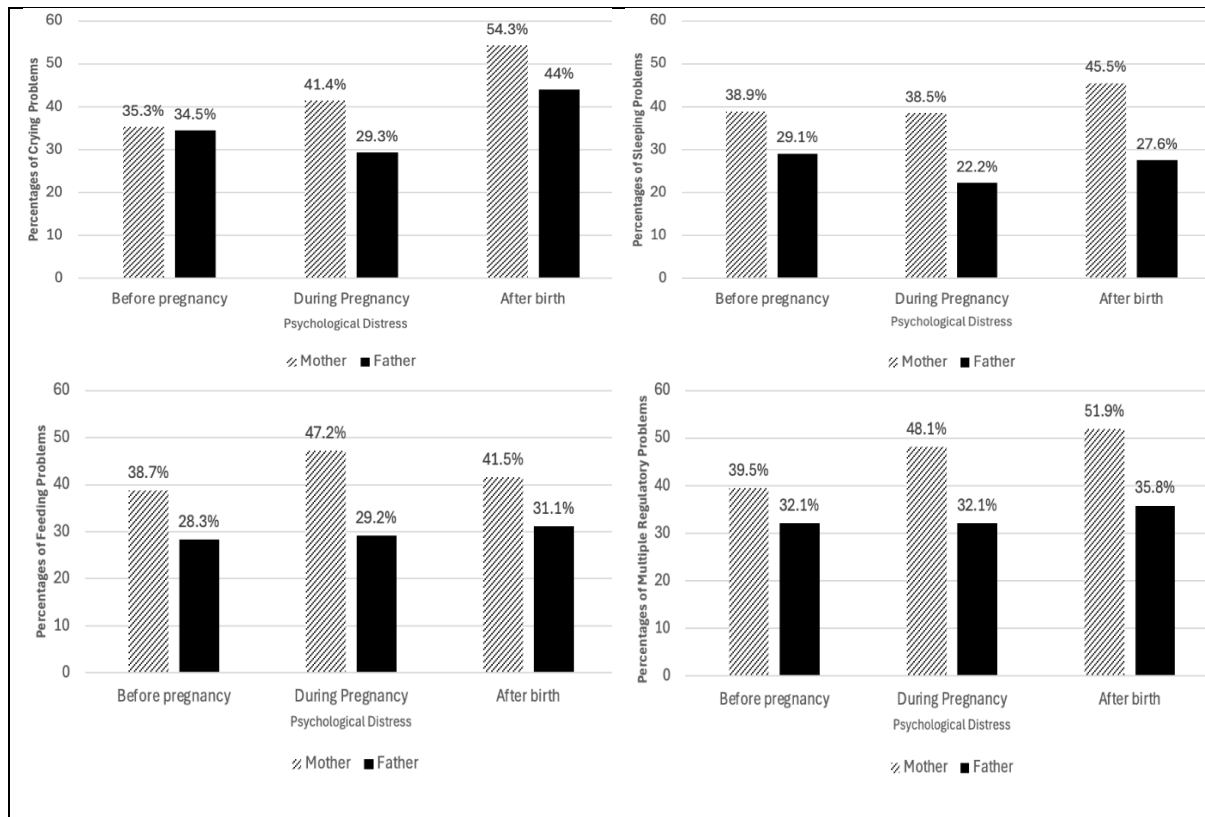 Percentages of Crying Problems
60
50
40
30
20
10
0
35.3%
34.5%
41.4%
29.3%
54.3%
44%
Before pregnancy
During Pregnancy
After birth
Psychological Distress
Mother
Father
Percentages of Sleeping Problems
60
50
40
30
20
10
0
38.9%
29.1%
38.5%
22.2%
45.5%
27.6%
Before pregnancy
During Pregnancy
After birth
Psychological Distress
Mother
Father
Percentages of Feeding Problems
60
50
40
30
20
10
0
38.7%
28.3%
47.2%
29.2%
41.5%
31.1%
Before pregnancy
During Pregnancy
After birth
Psychological Distress
Mother
Father
Percentages of Multiple Regulatory Problems
60
50
40
30
20
10
0
39.5%
32.1%
48.1%
32.1%
51.9%
35.8%
Before pregnancy
During Pregnancy
After birth
Psychological Distress
Mother
Father